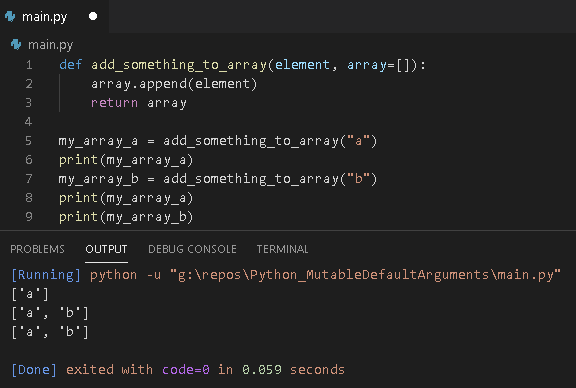 main.py
main.py
1 def add_something_to_array(element, array=[]):
2 array.append(element)
3 return array
4
5 my_array_a = add_something_to_array("a")
6 print(my_array_a)
7 my_array_b = add_something_to_array("b")
8 print(my_array_a)
9 print(my_array_b)
PROBLEMS OUTPUT DEBUG CONSOLE TERMINAL
[Running] python -u "g:\repos\Python_MutableDefaultArguments\main.py"
['a']
['a', 'b']
['a', 'b']
[Done] exited with code=0 in 0.059 seconds